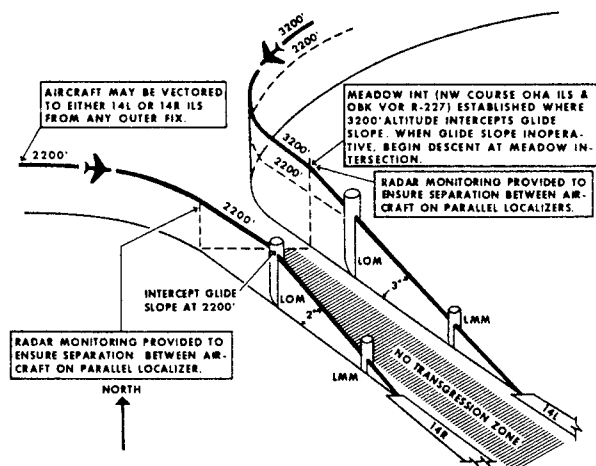 3200'
2200'
AIRCRAFT MAY BE VECTORED
TO EITHER 14L OR 14R ILS
FROM ANY OUTER FIX.
MEADOW INT (NW COURSE OHA ILS &
OBK VOR R-227) ESTABLISHED WHERE
3200' ALTITUDE INTERCEPTS GLIDE
SLOPE. WHEN GLIDE SLOPE INOPERA-
TIVE, BEGIN DESCENT AT MEADOW IN-
TERSECTION.
2200'
3200'
2200'
RADAR MONITORING PROVIDED TO
ENSURE SEPARATION BETWEEN AIR-
CRAFT ON PARALLEL LOCALIZERS.
2200'
LOM
INTERCEPT GLIDE
SLOPE AT 2200'
LOM
3°
2°
LMM
RADAR MONITORING PROVIDED TO
ENSURE SEPARATION BETWEEN AIR-
CRAFT ON PARALLEL LOCALIZER.
LMM
NO TRANSGRESSION ZONE
NORTH
14L
14R